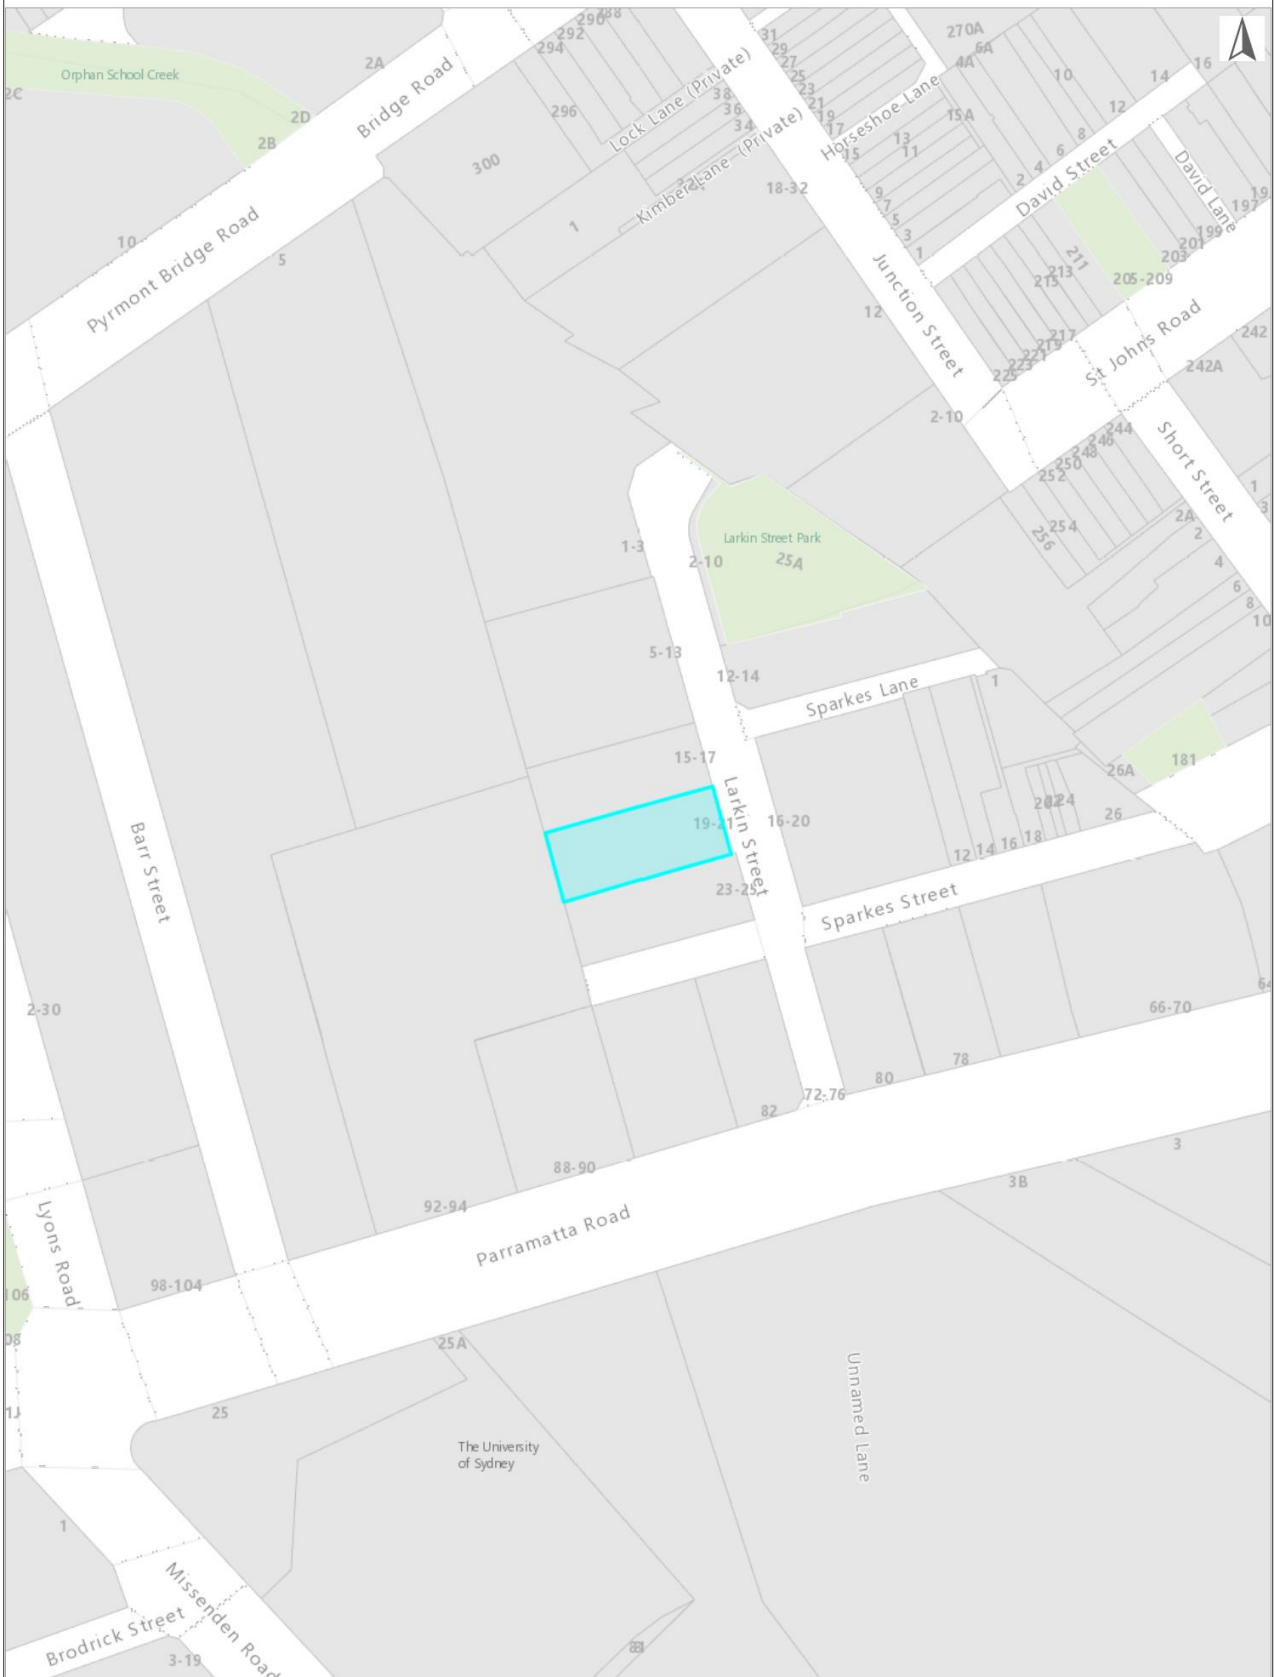 288
290
292
294
270A
6A
4A
31
29
27
25
23
21
19
17
15
2A
Bridge Road
Orphan School Creek
2C
2D
2B
296
Lock Lane (Private)
38
36
34
Kimber Lane (Private)
Horseshoe Lane
15A
13
11
10
14
16
12
8
6
4
2
David Street
David Lane
19
197
199
201
203
205-209
211
213
215
217
219
221
223
225
300
1
18-32
9
7
5
3
1
10
Pyrmont Bridge Road
5
12
Junction Street
St Johns Road
242
242A
2-10
244
246
248
250
252
254
256
Short Street
1
3
2A
2
4
6
8
10
1-3
2-10
Larkin Street Park
25A
5-13
12-14
Sparkes Lane
1
15-17
26A
181
19-21
Larkin Street
16-20
24
26
12
14
16
18
23-25
Sparkes Street
Barr Street
2-30
66-70
64
78
80
72-76
82
88-90
92-94
Parramatta Road
3
3B
Lyons Road
98-104
106
25A
25
The University
of Sydney
Unnamed Lane
1
Missenden Road
Brodrick Street
3-19